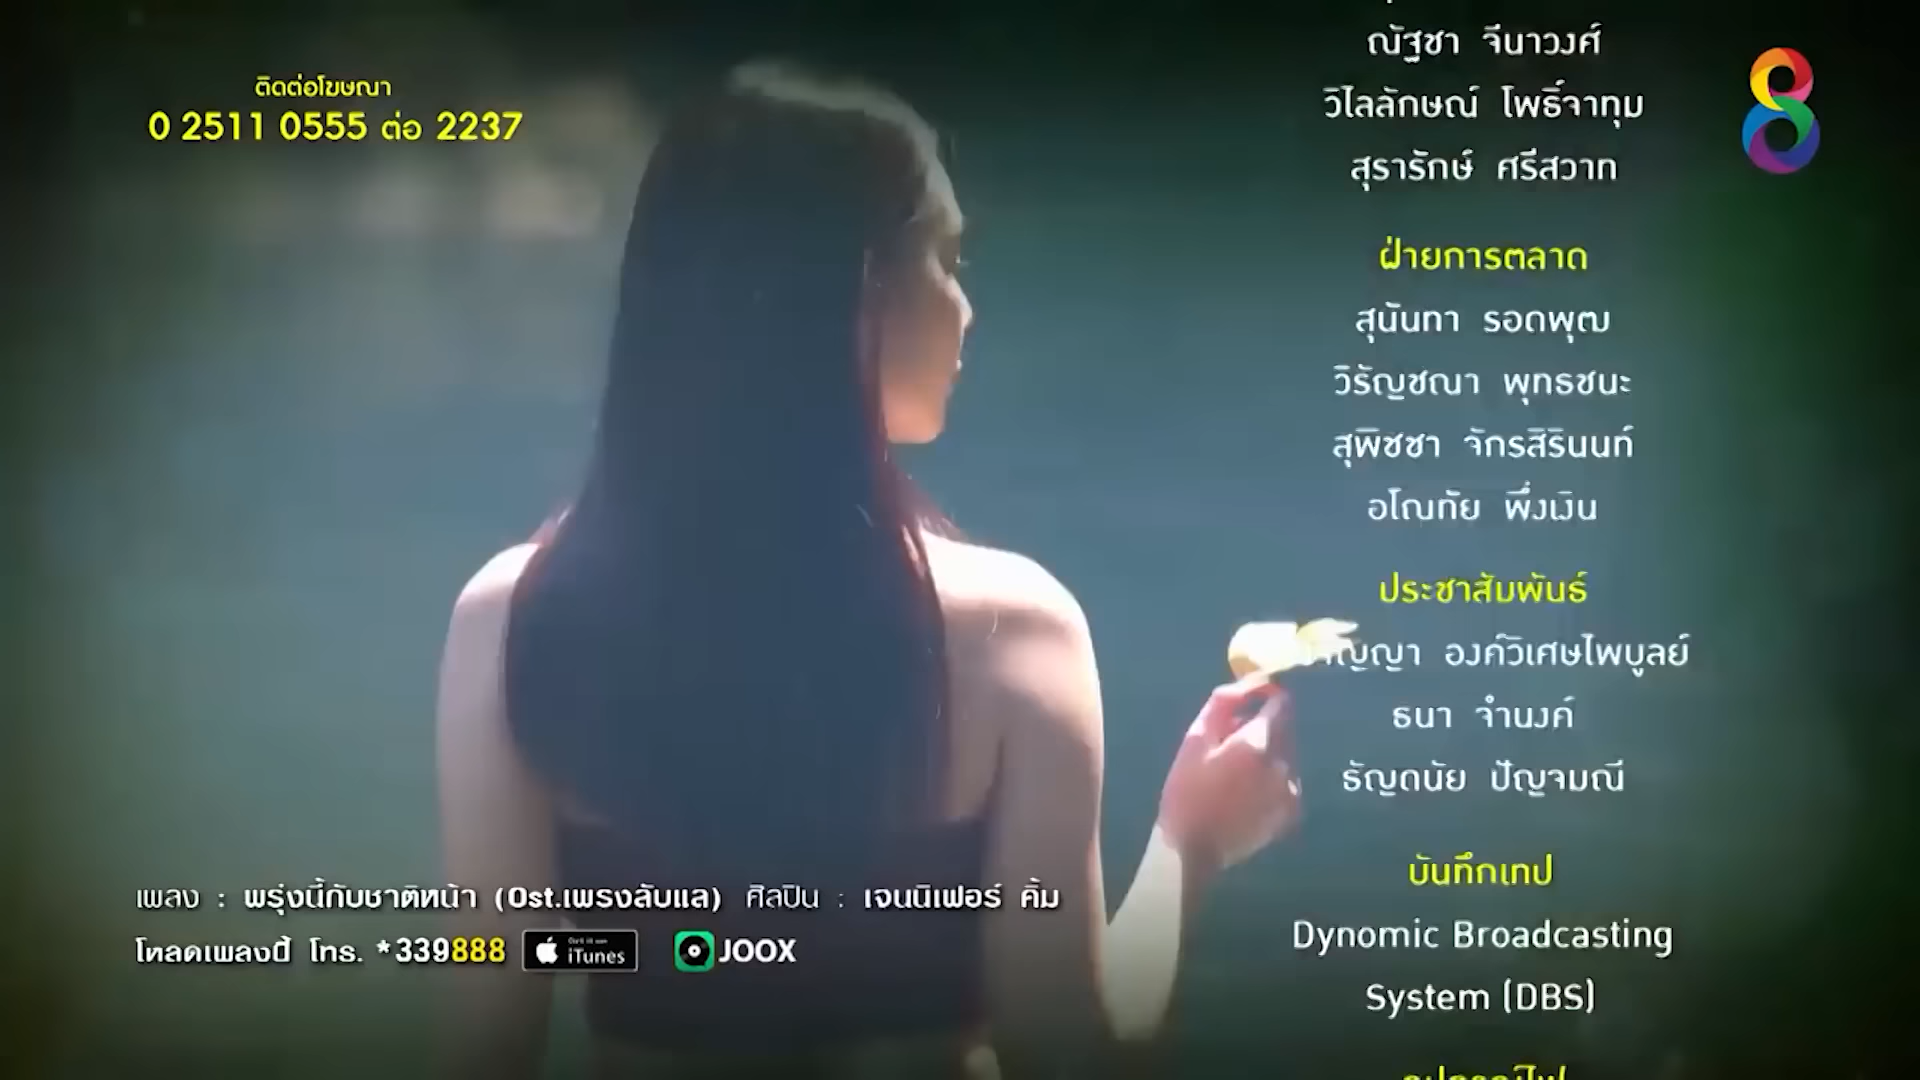 ติดต่อโฆษณา
0 2511 0555 ต่อ 2237
ณัฐชา จีนาวงศ์
วิไลลักษณ์ โพธิ์จาทุม
สุรารักษ์ ศรีสวาท
ฝ่ายการตลาด
สุนันทา รอดพุฒ
วิรัญชณา พุทธชนะ
สุพิชชา จักรสิรินนท์
อโณทัย พึ่งเงิน
ประชาสัมพันธ์
องค์วิเศษไพบูลย์
ธนา จำนงค์
ธัญดนัย ปัญจมณี
บันทึกเทป
Dynomic Broadcasting
System (DBS)
เพลง : พรุ่งนี้กับชาติหน้า (Ost.เพรงลับแล) ศิลปิน : เจนนิเฟอร์ คิ้ม
โหลดเพลงนี้ โทร. *339888 iTunes JOOX